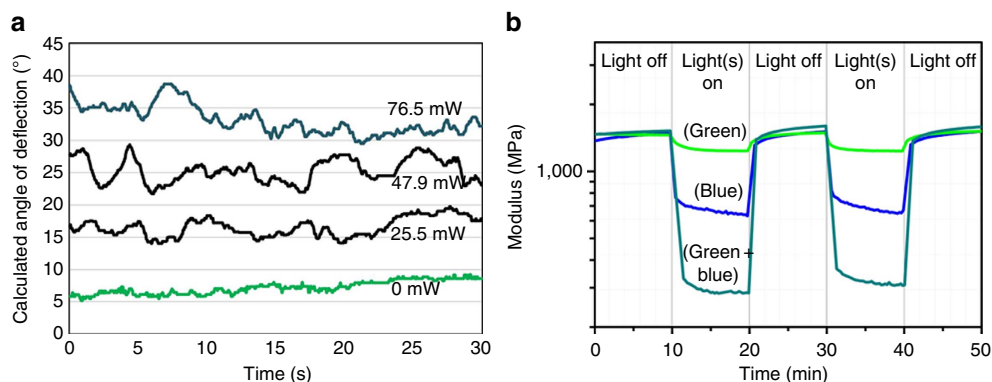 a
Calculated angle of deflection (°)
45
40
35
30
25
20
15
10
5
0
76.5 mW
47.9 mW
25.5 mW
0 mW
0 5 10 15 20 25 30
Time (s)
b
Modulus (MPa)
1,000
Light off Light(s) on Light off Light(s) on Light off
(Green)
(Blue)
(Green +
blue)
0 10 20 30 40 50
Time (min)